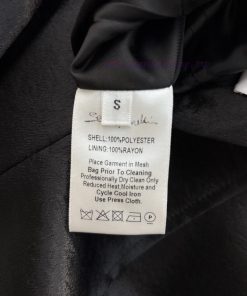 S
SHELL:100%POLYESTER
LINING:100%RAYON
Place Garment in Mesh
Bag Prior To Cleaning
Professionally Dry Clean Only
Reduced Heat,Moisture and
Cycle Cool Iron
Use Press Cloth.
P